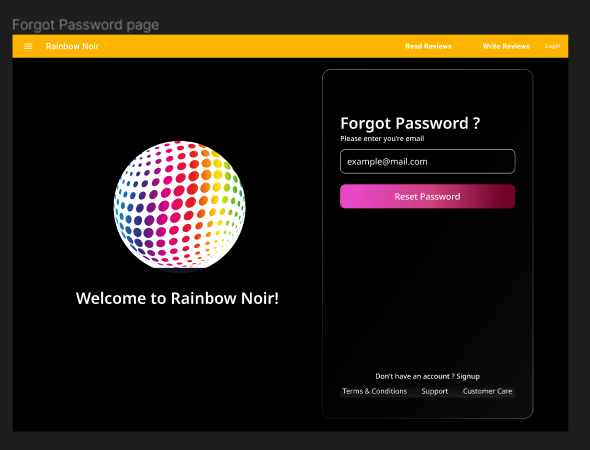 Forgot Password page
Rainbow Noir Read Reviews Write Reviews Login
Forgot Password ?
Please enter you're email
example@mail.com
Reset Password
Welcome to Rainbow Noir!
Don't have an account ? Signup
Terms & Conditions Support Customer Care